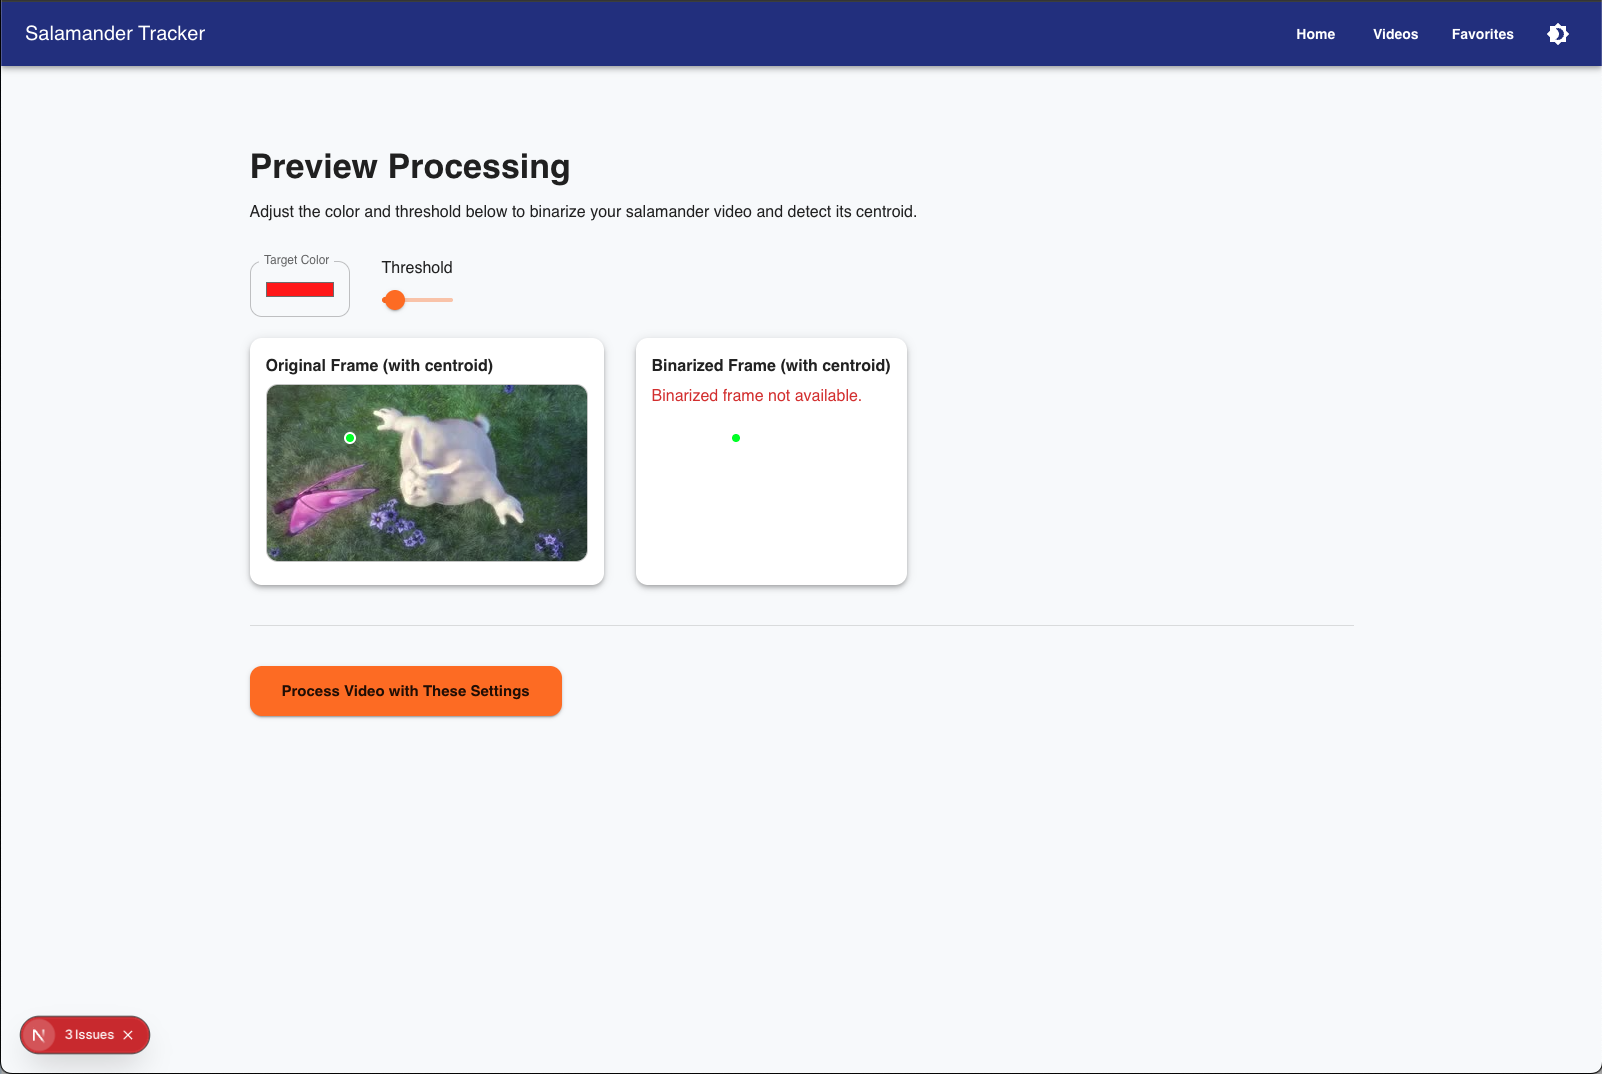 Salamander Tracker
Home Videos Favorites
Preview Processing
Adjust the color and threshold below to binarize your salamander video and detect its centroid.
Target Color
Threshold
Original Frame (with centroid)
Binarized Frame (with centroid)
Binarized frame not available.
Process Video with These Settings
N 3 Issues